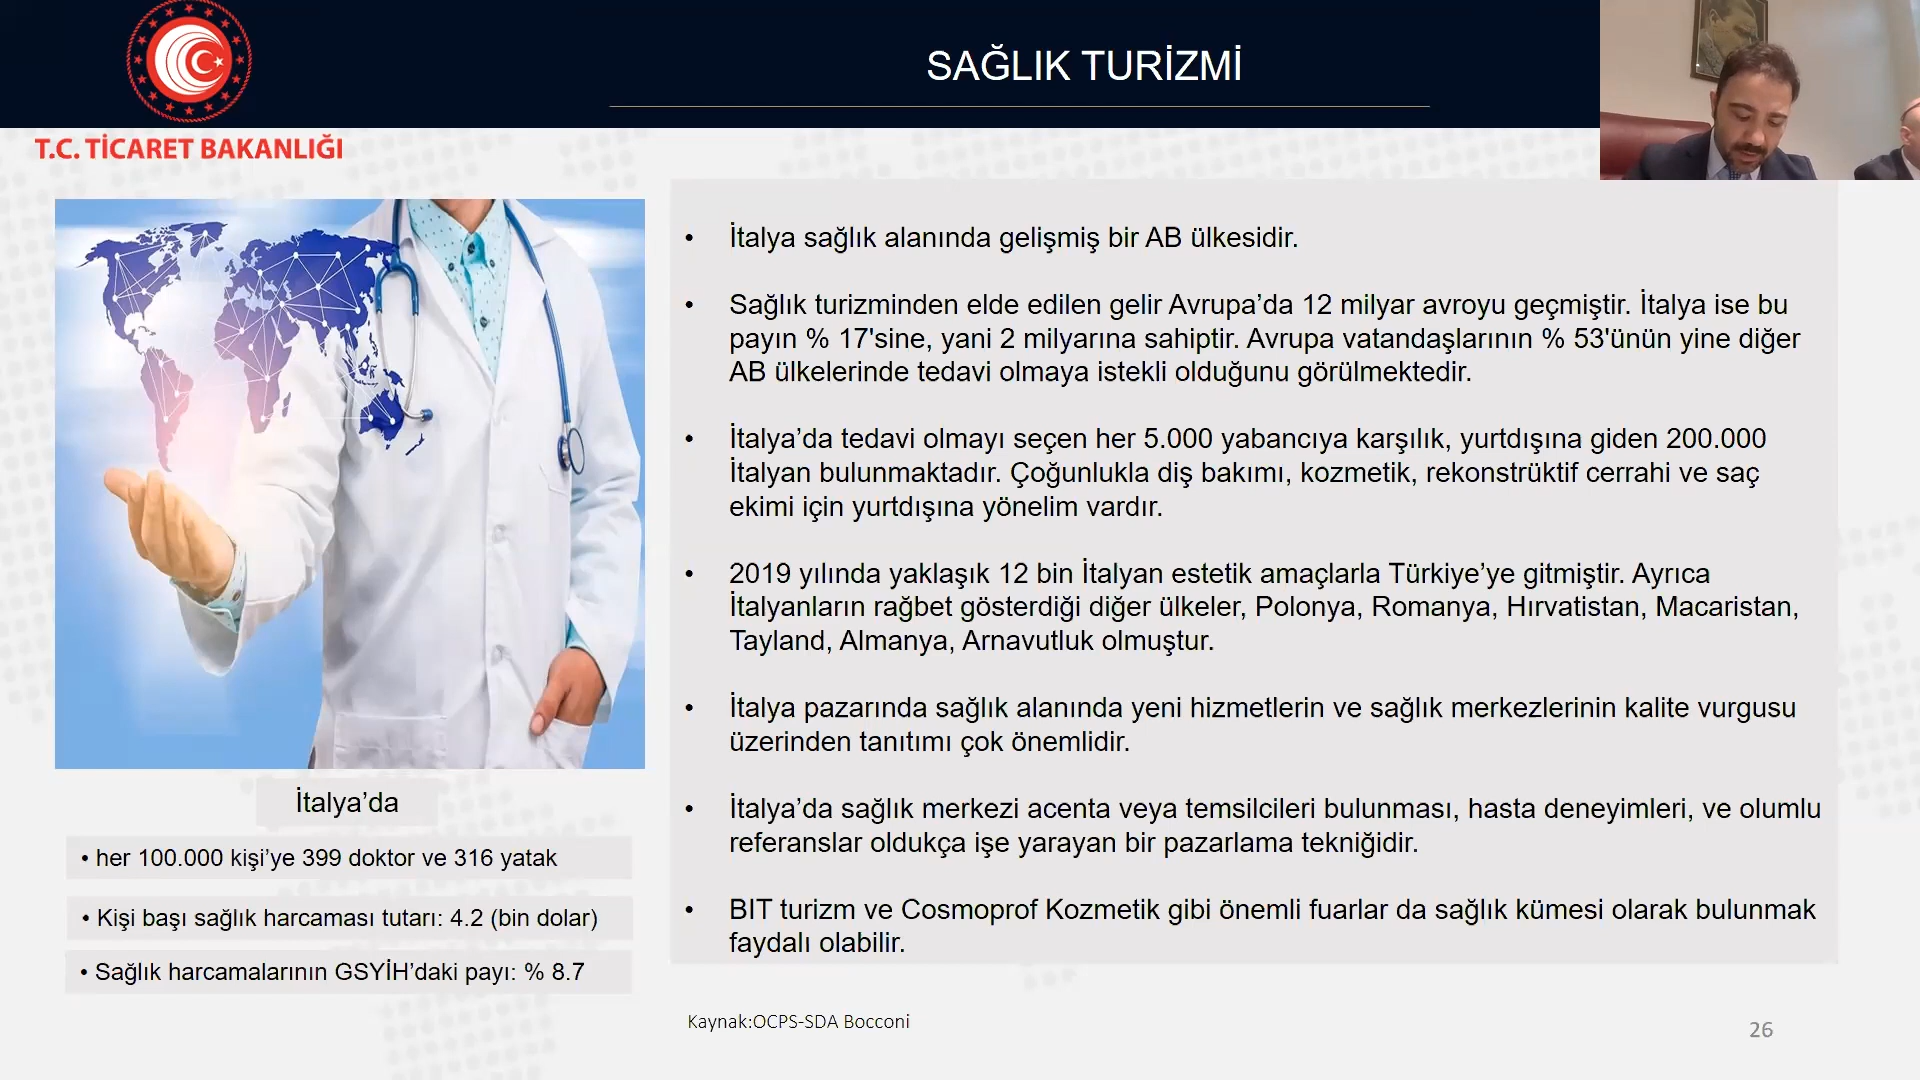 SAĞLIK TURİZMİ
T.C. TİCARET BAKANLIĞI
• İtalya sağlık alanında gelişmiş bir AB ülkesidir.
• Sağlık turizminden elde edilen gelir Avrupa’da 12 milyar avroyu geçmiştir. İtalya ise bu
payın % 17'sine, yani 2 milyarına sahiptir. Avrupa vatandaşlarının % 53'ünün yine diğer
AB ülkelerinde tedavi olmaya istekli olduğunu görülmektedir.
• İtalya’da tedavi olmayı seçen her 5.000 yabancıya karşılık, yurtdışına giden 200.000
İtalyan bulunmaktadır. Çoğunlukla diş bakımı, kozmetik, rekonstrüktif cerrahi ve saç
ekimi için yurtdışına yönelim vardır.
• 2019 yılında yaklaşık 12 bin İtalyan estetik amaçlarla Türkiye’ye gitmiştir. Ayrıca
İtalyanların rağbet gösterdiği diğer ülkeler, Polonya, Romanya, Hırvatistan, Macaristan,
Tayland, Almanya, Arnavutluk olmuştur.
• İtalya pazarında sağlık alanında yeni hizmetlerin ve sağlık merkezlerinin kalite vurgusu
üzerinden tanıtımı çok önemlidir.
• İtalya’da sağlık merkezi acenta veya temsilcileri bulunması, hasta deneyimleri, ve olumlu
referanslar oldukça işe yarayan bir pazarlama tekniğidir.
• BIT turizm ve Cosmoprof Kozmetik gibi önemli fuarlar da sağlık kümesi olarak bulunmak
faydalı olabilir.
İtalya’da
• her 100.000 kişi’ye 399 doktor ve 316 yatak
• Kişi başı sağlık harcaması tutarı: 4.2 (bin dolar)
• Sağlık harcamalarının GSYİH’daki payı: % 8.7
Kaynak:OCPS-SDA Bocconi
26